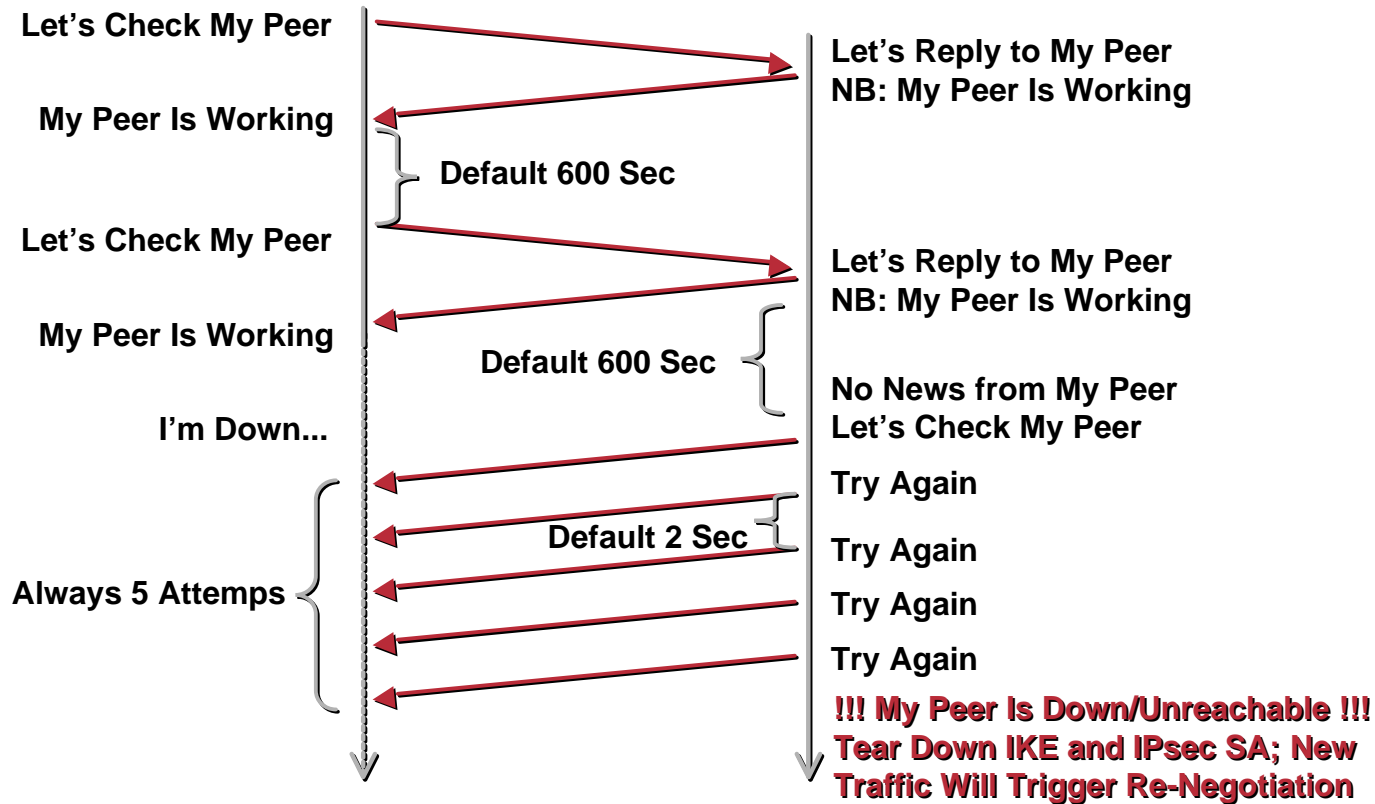 Let's Check My Peer
Let's Reply to My Peer
NB: My Peer Is Working
My Peer Is Working
Default 600 Sec
Let's Check My Peer
Let's Reply to My Peer
NB: My Peer Is Working
My Peer Is Working
Default 600 Sec
No News from My Peer
I’m Down...
Let's Check My Peer
Try Again
Default 2 Sec
Try Again
Always 5 Attemps
Try Again
Try Again
!!! My Peer Is Down/Unreachable !!!
Tear Down IKE and IPsec SA; New
Traffic Will Trigger Re-Negotiation